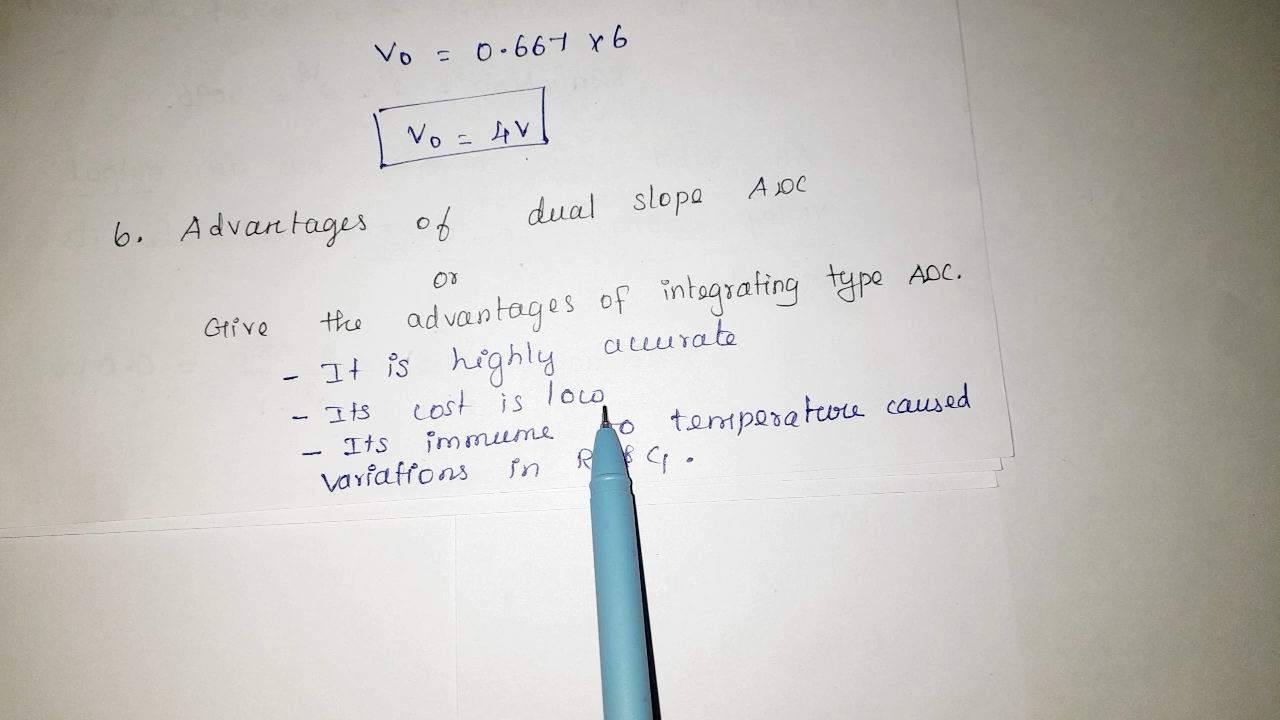 Vo = 0.667 x 6
Vo = 4V
6. Advantages of dual slope ADC
or
Give the advantages of integrating type ADC.
- It is highly accurate
- Its cost is low
- Its immune to temperature caused
variations in